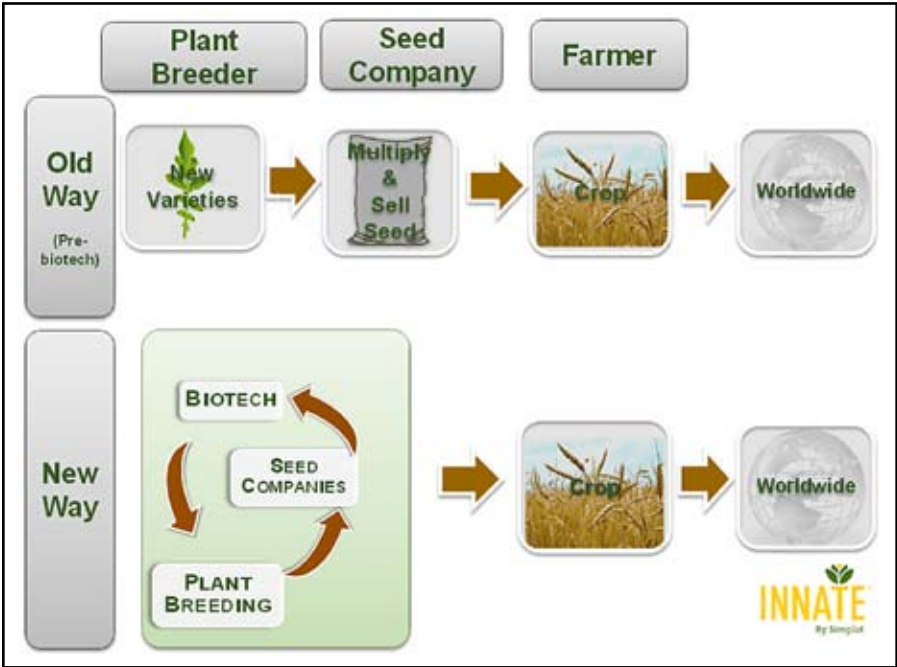 Plant
Breeder
Seed
Company
Farmer
Old
Way
(Pre-
biotech)
New
Varieties
Multiply
&
Sell
Seed
Crop
Worldwide
New
Way
BIOTECH
SEED
COMPANIES
PLANT
BREEDING
Crop
Worldwide
INNATE
By Simplot